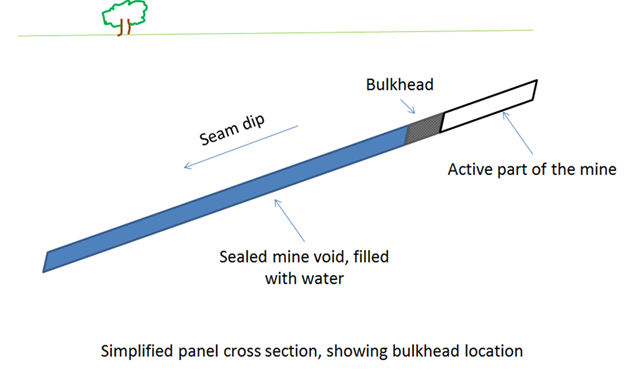 Bulkhead
Seam dip
Active part of the mine
Sealed mine void, filled
with water
Simplified panel cross section, showing bulkhead location